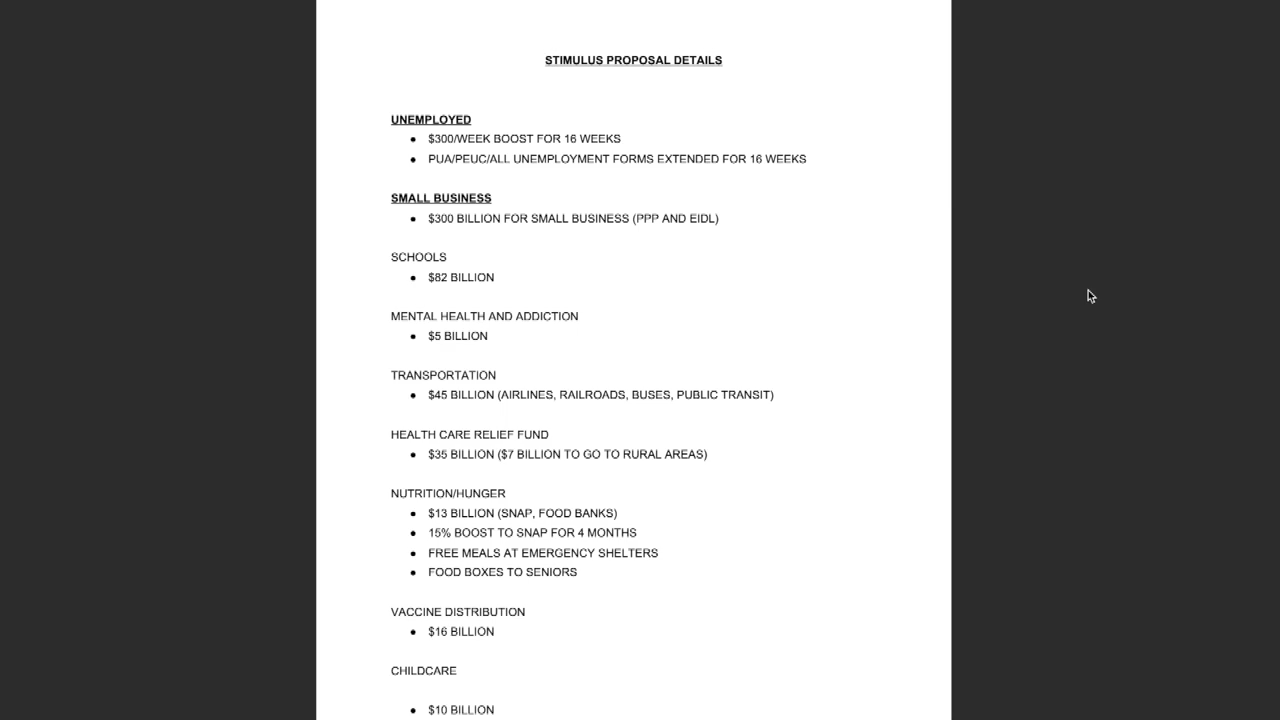 STIMULUS PROPOSAL DETAILS
UNEMPLOYED
● $300/WEEK BOOST FOR 16 WEEKS
● PUA/PEUC/ALL UNEMPLOYMENT FORMS EXTENDED FOR 16 WEEKS
SMALL BUSINESS
● $300 BILLION FOR SMALL BUSINESS (PPP AND EIDL)
SCHOOLS
● $82 BILLION
MENTAL HEALTH AND ADDICTION
● $5 BILLION
TRANSPORTATION
● $45 BILLION (AIRLINES, RAILROADS, BUSES, PUBLIC TRANSIT)
HEALTH CARE RELIEF FUND
● $35 BILLION ($7 BILLION TO GO TO RURAL AREAS)
NUTRITION/HUNGER
● $13 BILLION (SNAP, FOOD BANKS)
● 15% BOOST TO SNAP FOR 4 MONTHS
● FREE MEALS AT EMERGENCY SHELTERS
● FOOD BOXES TO SENIORS
VACCINE DISTRIBUTION
● $16 BILLION
CHILDCARE
● $10 BILLION